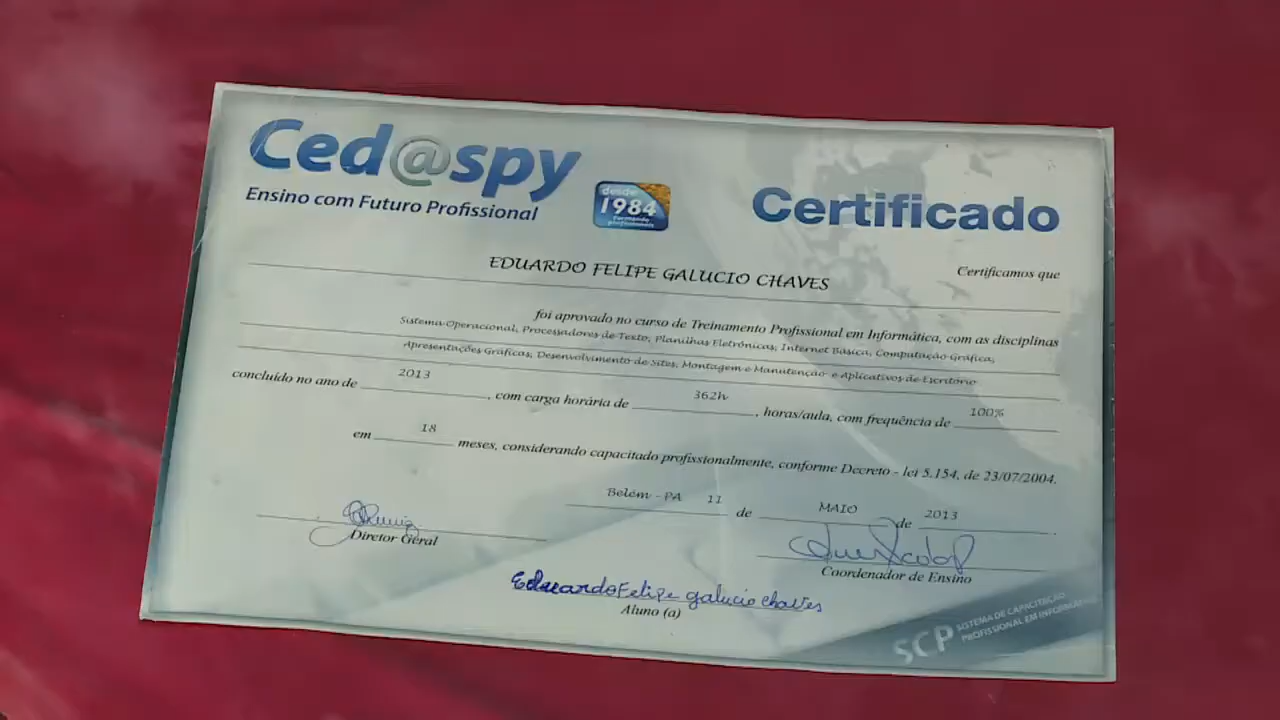 Ced@spy
Ensino com Futuro Profissional
desde
1984
Formando
profissionais
Certificado
Certificamos que
EDUARDO FELIPE GALUCIO CHAVES
foi aprovado no curso de Treinamento Profissional em Informática, com as disciplinas
Sistema Operacional, Processadores de Texto, Planilhas Eletrônicas, Internet Básica, Computação Gráfica,
Apresentações Gráficas, Desenvolvimento de Sites, Montagem e Manutenção e Aplicativos de Escritório
concluído no ano de 2013, com carga horária de 362h, horas/aula, com frequência de 100%
em 18 meses, considerando capacitado profissionalmente, conforme Decreto - lei 5.154, de 23/07/2004.
Belém - PA 11 de MAIO de 2013.
Diretor Geral
Coordenador de Ensino
Eduardo Felipe galucio chaves
Aluno (a)
SCP SISTEMA DE CAPACITAÇÃO
PROFISSIONAL EM INFORMÁTICA